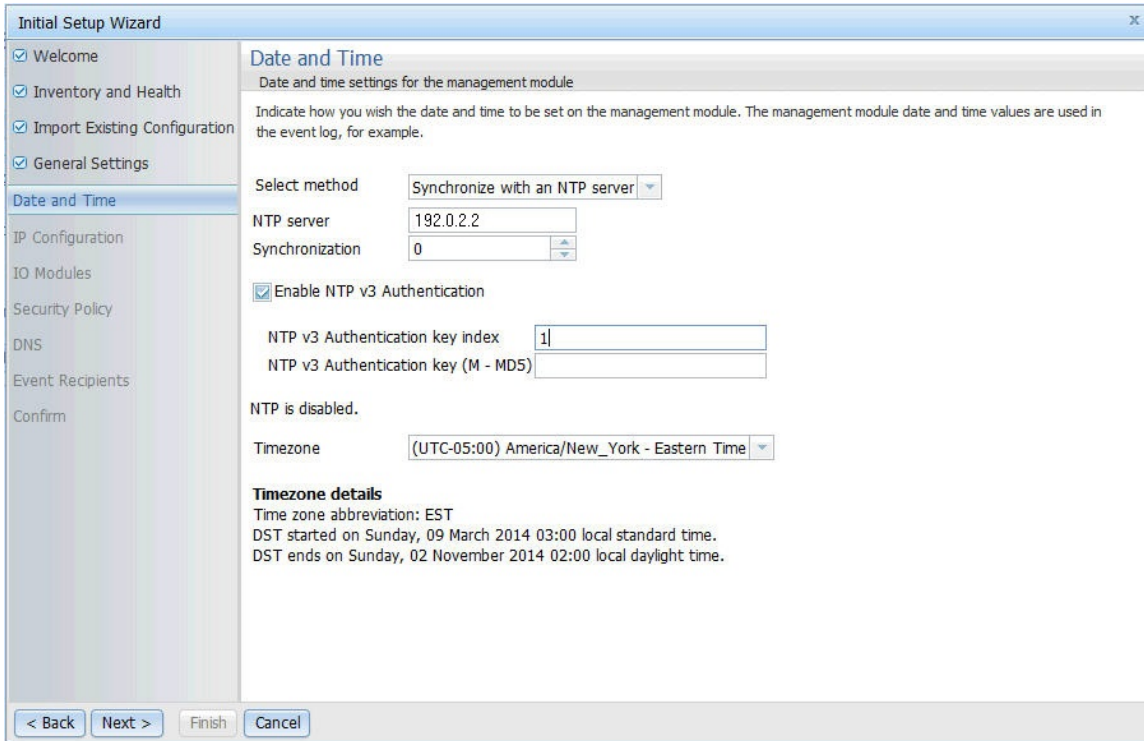 Initial Setup Wizard
x
Welcome
Inventory and Health
Import Existing Configuration
General Settings
Date and Time
IP Configuration
IO Modules
Security Policy
DNS
Event Recipients
Confirm
Date and Time
Date and time settings for the management module
Indicate how you wish the date and time to be set on the management module. The management module date and time values are used in
the event log, for example.
Select method Synchronize with an NTP server
NTP server 192.0.2.2
Synchronization 0
Enable NTP v3 Authentication
NTP v3 Authentication key index 1
NTP v3 Authentication key (M - MD5)
NTP is disabled.
Timezone (UTC-05:00) America/New_York - Eastern Time
Timezone details
Time zone abbreviation: EST
DST started on Sunday, 09 March 2014 03:00 local standard time.
DST ends on Sunday, 02 November 2014 02:00 local daylight time.
< Back Next > Finish Cancel